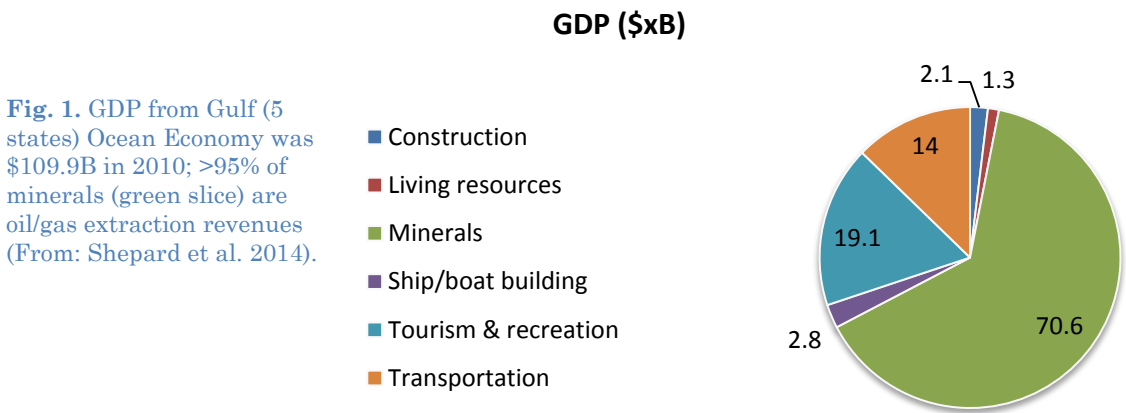 GDP ($xB)
Fig. 1. GDP from Gulf (5
states) Ocean Economy was
$109.9B in 2010; >95% of
minerals (green slice) are
oil/gas extraction revenues
(From: Shepard et al. 2014).
Construction
Living resources
Minerals
Ship/boat building
Tourism & recreation
Transportation
2.1
1.3
14
19.1
70.6
2.8